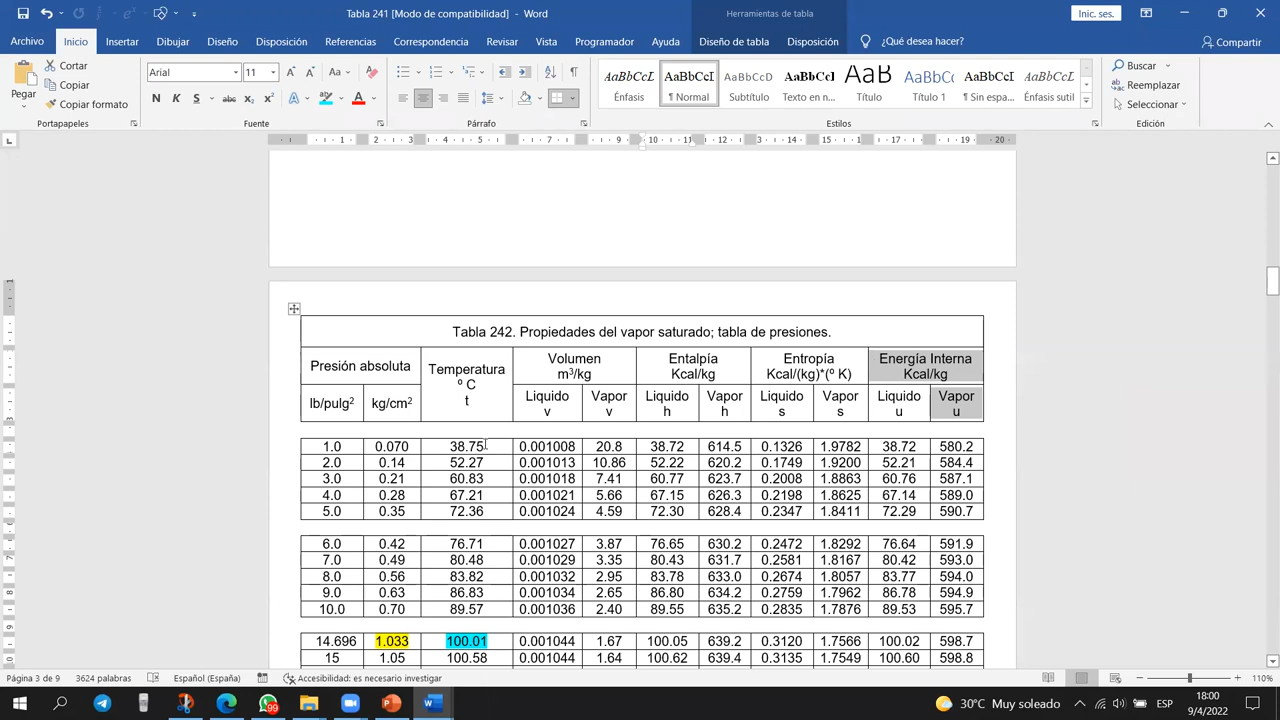 Tabla 241 [Modo de compatibilidad] - Word
Herramientas de tabla
Inic. ses.
Archivo Inicio Insertar Dibujar Diseño Disposición Referencias Correspondencia Revisar Vista Programador Ayuda Diseño de tabla Disposición ¿Qué desea hacer? Compartir
Pegar
Cortar
Copiar
Copiar formato
Portapapeles
Arial 11
N K S abc x₂ x²
Fuente
Párrafo
AaBbCcL AaBbCcI AaBbCcD AaBbCcI AaB AaBbCcI AaBbCcI AaBbCcL
Énfasis ¶ Normal Subtítulo Texto en n... Título Título 1 ¶ Sin espa... Énfasis sutil
Estilos
Buscar
Reemplazar
Seleccionar
Edición
Tabla 242. Propiedades del vapor saturado; tabla de presiones.
Presión absoluta Temperatura º C t Volumen m³/kg Entalpía Kcal/kg Entropía Kcal/(kg)*(º K) Energía Interna Kcal/kg
lb/pulg² kg/cm² Liquido v Vapor v Liquido h Vapor h Liquido s Vapor s Liquido u Vapor u
1.0 0.070 38.75 0.001008 20.8 38.72 614.5 0.1326 1.9782 38.72 580.2
2.0 0.14 52.27 0.001013 10.86 52.22 620.2 0.1749 1.9200 52.21 584.4
3.0 0.21 60.83 0.001018 7.41 60.77 623.7 0.2008 1.8863 60.76 587.1
4.0 0.28 67.21 0.001021 5.66 67.15 626.3 0.2198 1.8625 67.14 589.0
5.0 0.35 72.36 0.001024 4.59 72.30 628.4 0.2347 1.8411 72.29 590.7
6.0 0.42 76.71 0.001027 3.87 76.65 630.2 0.2472 1.8292 76.64 591.9
7.0 0.49 80.48 0.001029 3.35 80.43 631.7 0.2581 1.8167 80.42 593.0
8.0 0.56 83.82 0.001032 2.95 83.78 633.0 0.2674 1.8057 83.77 594.0
9.0 0.63 86.83 0.001034 2.65 86.80 634.2 0.2759 1.7962 86.78 594.9
10.0 0.70 89.57 0.001036 2.40 89.55 635.2 0.2835 1.7876 89.53 595.7
14.696 1.033 100.01 0.001044 1.67 100.05 639.2 0.3120 1.7566 100.02 598.7
15 1.05 100.58 0.001044 1.64 100.62 639.4 0.3135 1.7549 100.60 598.8
Página 3 de 9 3624 palabras Español (España) Accesibilidad: es necesario investigar 110%
30°C Muy soleado ESP 18:00
9/4/2022